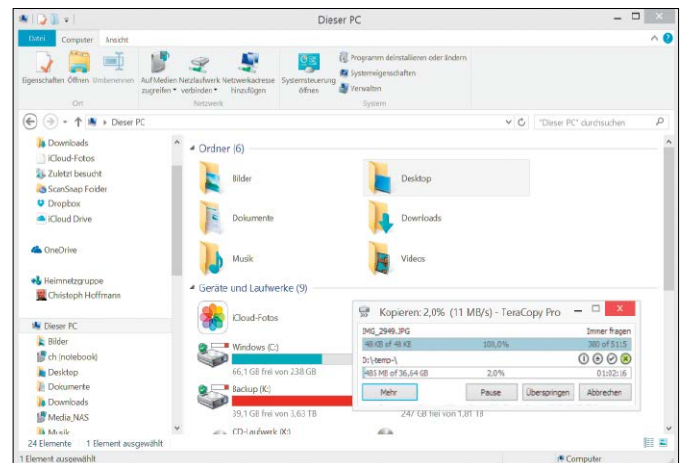 Dieser PC
Datei Computer Ansicht
Eigenschaften Öffnen Umbenennen Auf Medien zugreifen Netzlaufwerk verbinden Netzwerkadresse hinzufügen Systemsteuerung öffnen
Programm deinstallieren oder ändern
Systemeigenschaften
Verwalten
Ort Netzwerk System
Dieser PC
"Dieser PC" durchsuchen
Downloads
iCloud-Fotos
Zuletzt besucht
ScanSnap Folder
Dropbox
iCloud Drive
OneDrive
Heimnetzgruppe
Christoph Hoffmann
Dieser PC
Bilder
ch (notebook)
Desktop
Dokumente
Downloads
Media_NAS
Musik
Ordner (6)
Bilder
Desktop
Dokumente
Downloads
Musik
Videos
Geräte und Laufwerke (9)
iCloud-Fotos
Windows (C:)
66,1 GB frei von 238 GB
Backup (K:)
39,1 GB frei von 3,63 TB
247 GB frei von 1,81 TB
CD-Laufwerk (X:)
Kopieren: 2,0% (11 MB/s) - TeraCopy Pro
IMG_2949.JPG Immer fragen
48 KB of 48 KB 100,0% 380 of 5115
D:\-temp-\
485 MB of 36,64 GB 2,0% 01:02:16
Mehr Pause Überspringen Abbrechen
24 Elemente 1 Element ausgewählt
1 Element ausgewählt Computer